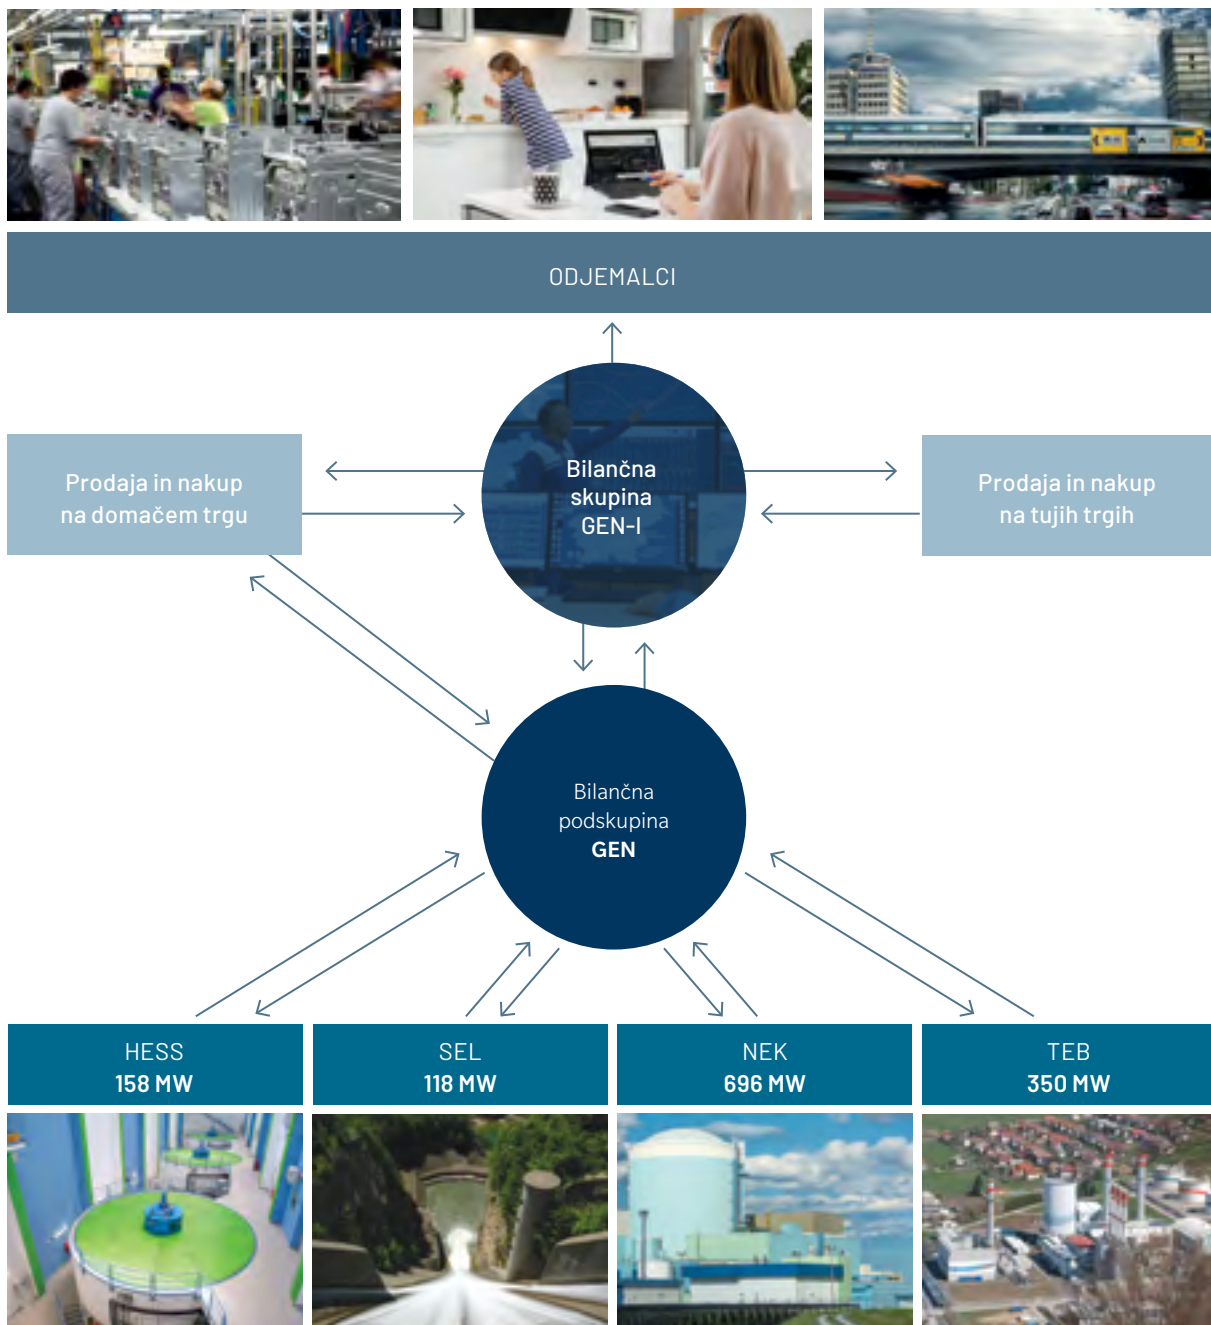 ODJEMALCI
Prodaja in nakup
na domačem trgu
Bilančna
skupina
GEN-I
Prodaja in nakup
na tujih trgih
Bilančna
podskupina
GEN
HESS
158 MW
SEL
118 MW
NEK
696 MW
TEB
350 MW